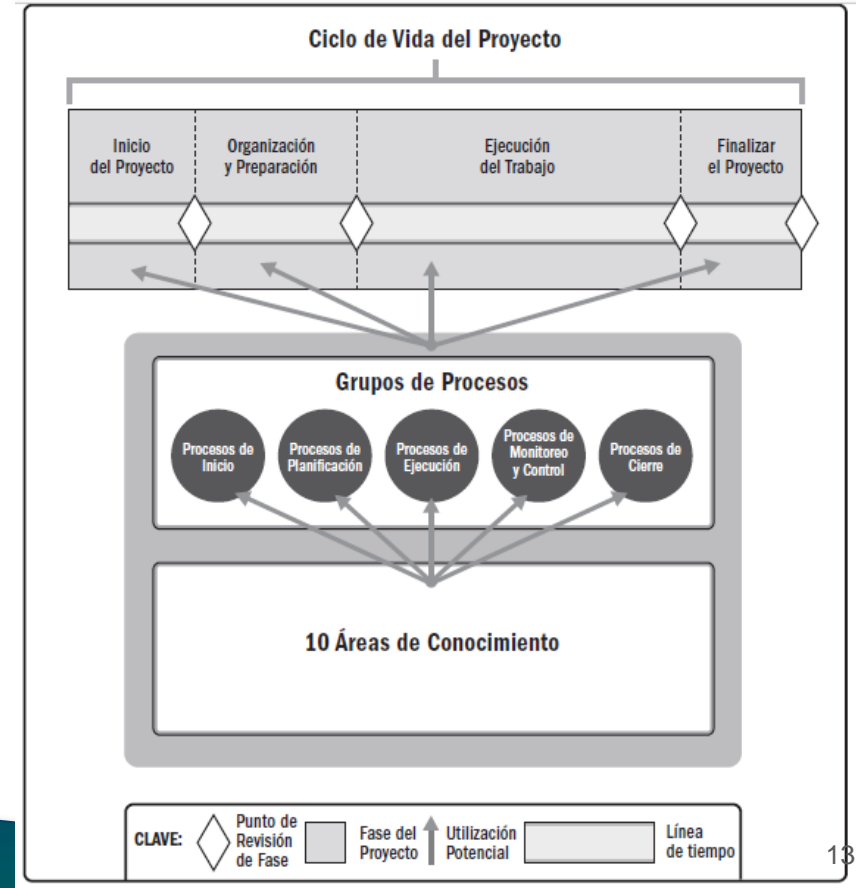 Ciclo de Vida del Proyecto
Inicio
del Proyecto
Organización
y Preparación
Ejecución
del Trabajo
Finalizar
el Proyecto
Grupos de Procesos
Procesos de
Inicio
Procesos de
Planificación
Procesos de
Ejecución
Procesos de
Monitoreo
y Control
Procesos de
Cierre
10 Áreas de Conocimiento
CLAVE:
Punto de
Revisión
de Fase
Fase del
Proyecto
Utilización
Potencial
Línea
de tiempo
13